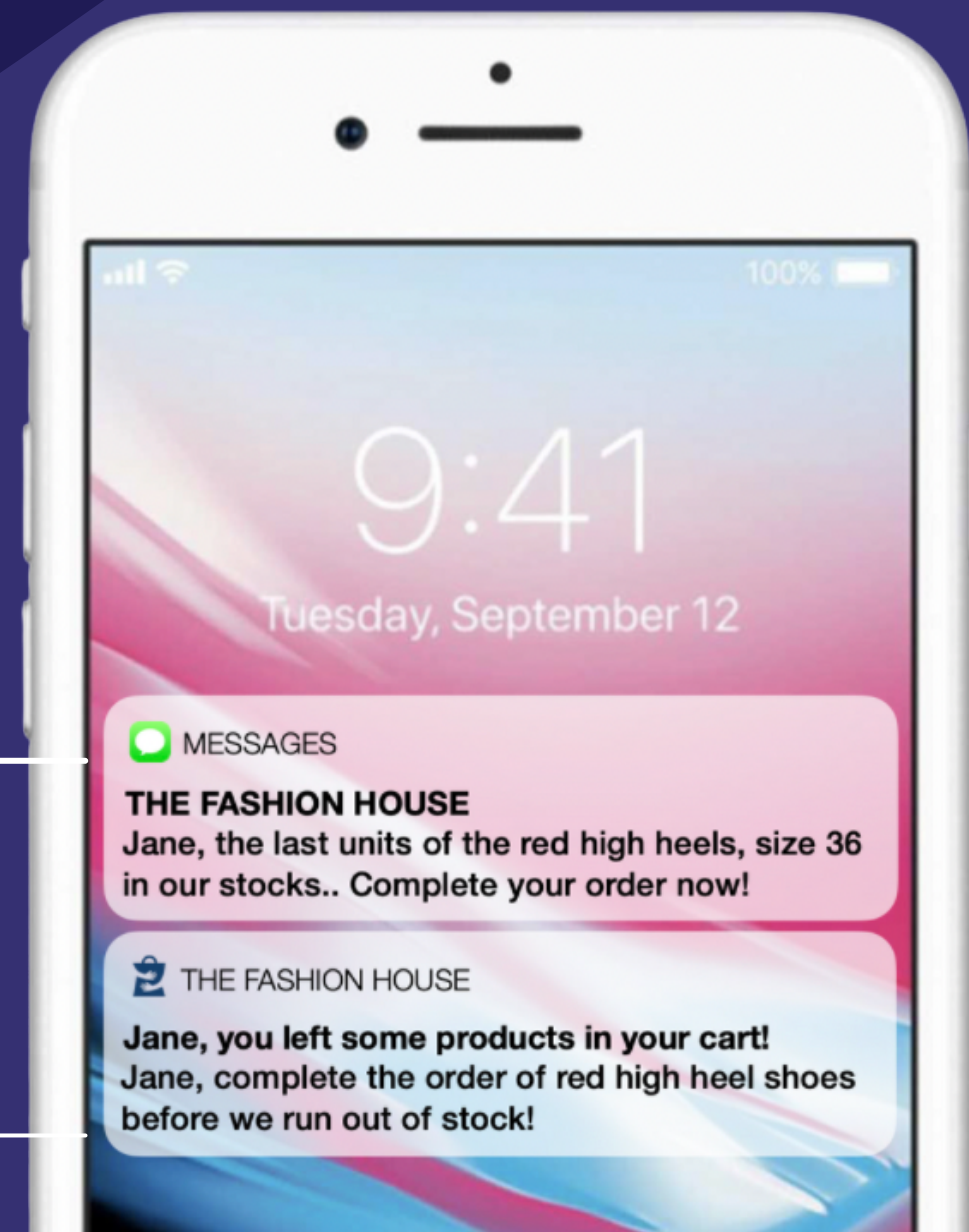 100%
9:41
Tuesday, September 12
MESSAGES
THE FASHION HOUSE
Jane, the last units of the red high heels, size 36
in our stocks.. Complete your order now!
THE FASHION HOUSE
Jane, you left some products in your cart!
Jane, complete the order of red high heel shoes
before we run out of stock!